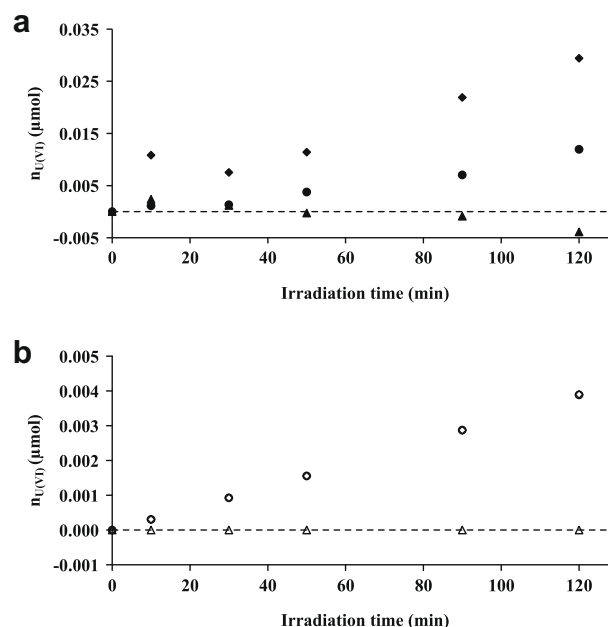 a
0.035
0.025
0.015
0.005
-0.005
n_U(VI) (μmol)
0 20 40 60 80 100 120
Irradiation time (min)
b
0.005
0.004
0.003
0.002
0.001
0.000
-0.001
n_U(VI) (μmol)
0 20 40 60 80 100 120
Irradiation time (min)